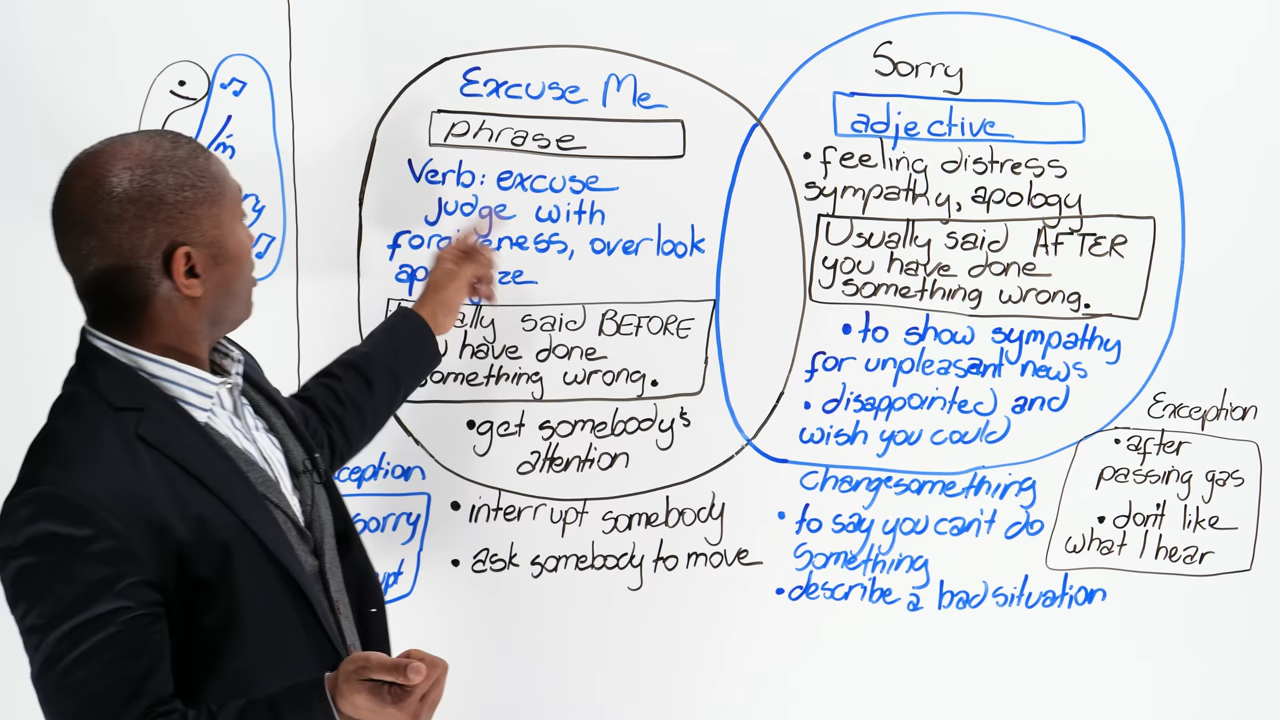 I'm
Excuse Me
phrase
Verb: excuse
judge with
forgiveness, overlook
said BEFORE
have done
something wrong.
• get somebody's
attention
• interrupt somebody
• ask somebody to move
sorry
Sorry
adjective
• feeling distress
sympathy, apology
Usually said AFTER
you have done
something wrong.
• to show sympathy
for unpleasant news
• disappointed and
wish you could
change something
• to say you can't do
something
• describe a bad situation
Exception
• after
passing gas
• don't like
what I hear